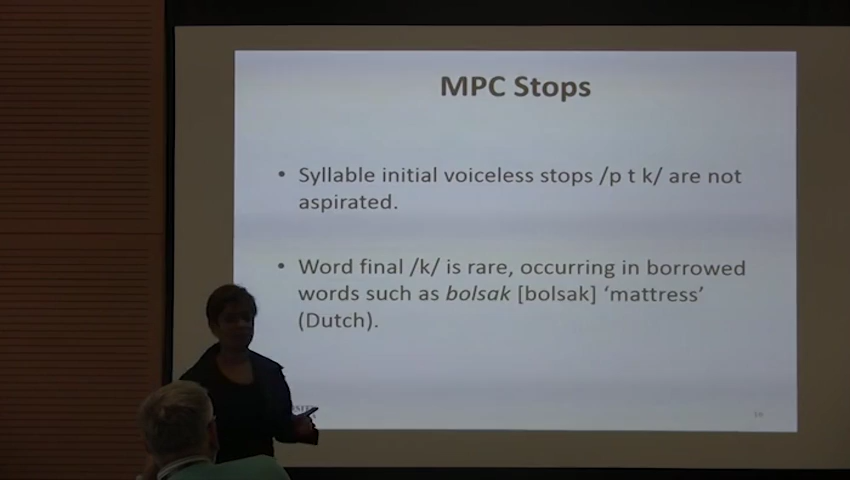 MPC Stops
• Syllable initial voiceless stops /p t k/ are not
aspirated.
• Word final /k/ is rare, occurring in borrowed
words such as bolsak [bolsak] ‘mattress’
(Dutch).